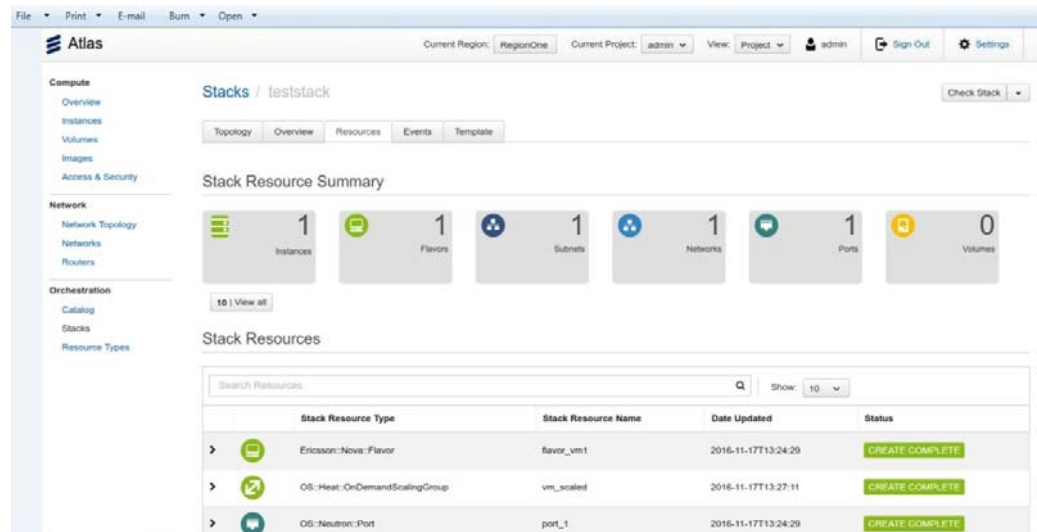 File Print E-mail Burn Open
Atlas Current Region: RegionOne Current Project: admin View: Project admin Sign Out Settings
Compute
Overview
Instances
Volumes
Images
Access & Security
Network
Network Topology
Networks
Routers
Orchestration
Catalog
Stacks
Resource Types
Stacks / teststack Check Stack
Topology Overview Resources Events Template
Stack Resource Summary
1 Instances
1 Flavors
1 Subnets
1 Networks
1 Ports
0 Volumes
10 | View all
Stack Resources
Search Resources Show: 10
Stack Resource Type Stack Resource Name Date Updated Status
Ericsson::Nova::Flavor flavor_vm1 2016-11-17T13:24:29 CREATE COMPLETE
OS::Heat::OnDemandScalingGroup vm_scaled 2016-11-17T13:27:11 CREATE COMPLETE
OS::Neutron::Port port_1 2016-11-17T13:24:29 CREATE COMPLETE